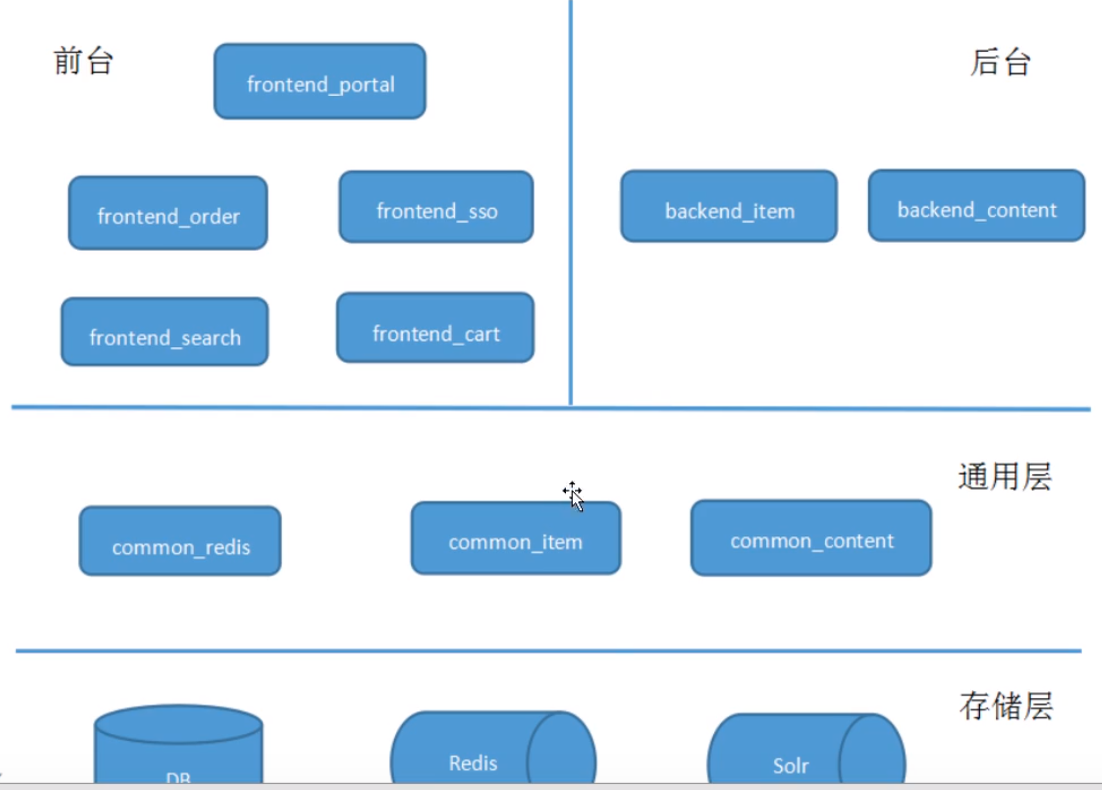 前台
后台
frontend_portal
frontend_order
frontend_sso
backend_item
backend_content
frontend_search
frontend_cart
通用层
common_redis
common_item
common_content
存储层
DB
Redis
Solr